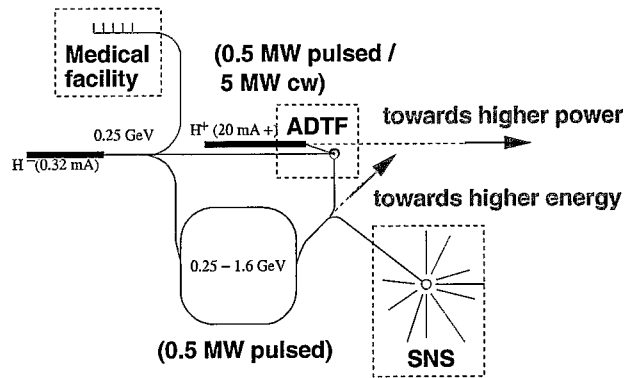 Medical
facility
(0.5 MW pulsed /
5 MW cw)
H⁺ (20 mA +)
ADTF
towards higher power
0.25 GeV
H⁻(0.32 mA)
towards higher energy
0.25 – 1.6 GeV
(0.5 MW pulsed)
SNS